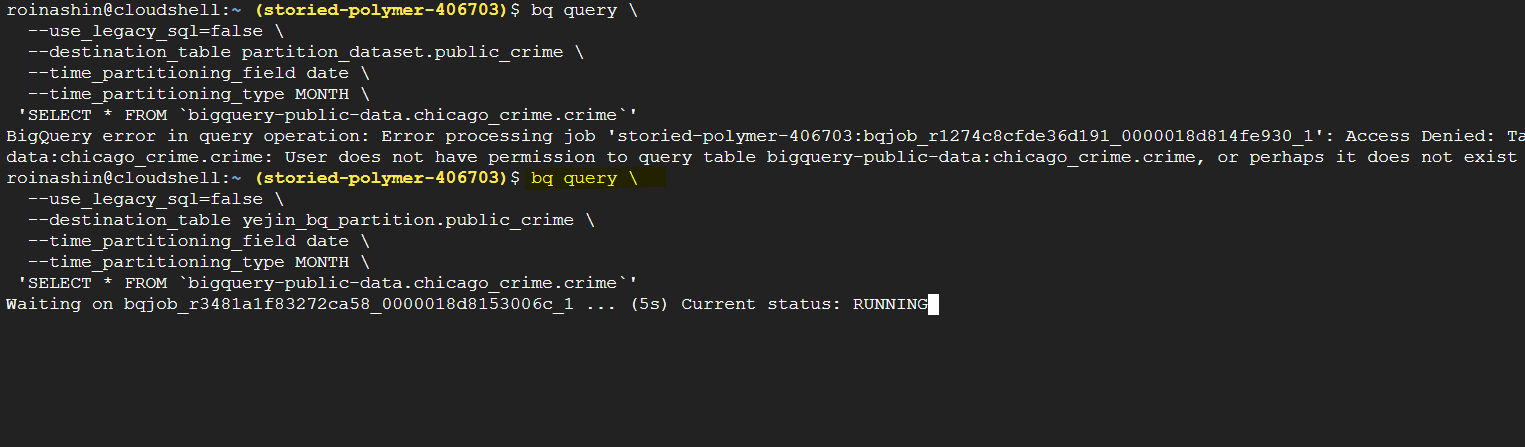 roinashin@cloudshell:~ (storied-polymer-406703)$ bq query \
--use_legacy_sql=false \
--destination_table partition_dataset.public_crime \
--time_partitioning_field date \
--time_partitioning_type MONTH \
'SELECT * FROM `bigquery-public-data.chicago_crime.crime`'
BigQuery error in query operation: Error processing job 'storied-polymer-406703:bqjob_r1274c8cfde36d191_0000018d814fe930_1': Access Denied: Ta
data:chicago_crime.crime: User does not have permission to query table bigquery-public-data:chicago_crime.crime, or perhaps it does not exist
roinashin@cloudshell:~ (storied-polymer-406703)$ bq query \
--use_legacy_sql=false \
--destination_table yejin_bq_partition.public_crime \
--time_partitioning_field date \
--time_partitioning_type MONTH \
'SELECT * FROM `bigquery-public-data.chicago_crime.crime`'
Waiting on bqjob_r3481a1f83272ca58_0000018d8153006c_1 ... (5s) Current status: RUNNING